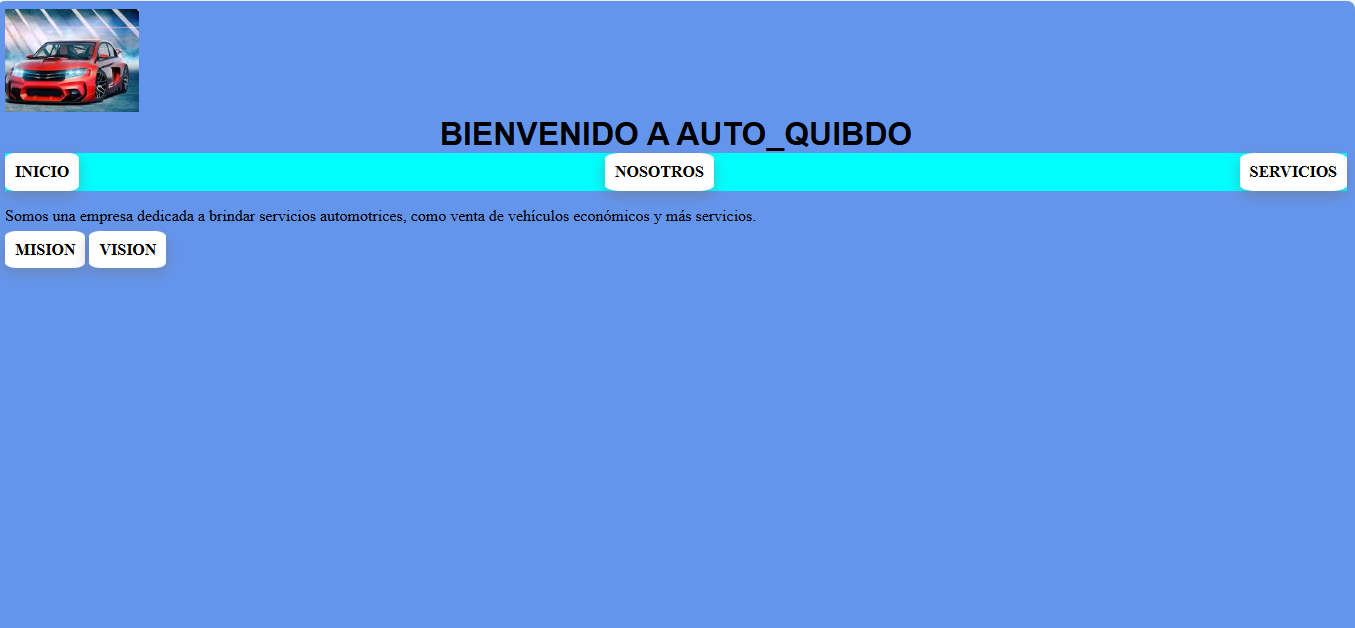 BIENVENIDO A AUTO_QUIBDO
INICIO NOSOTROS SERVICIOS
Somos una empresa dedicada a brindar servicios automotrices, como venta de vehículos económicos y más servicios.
MISION VISION